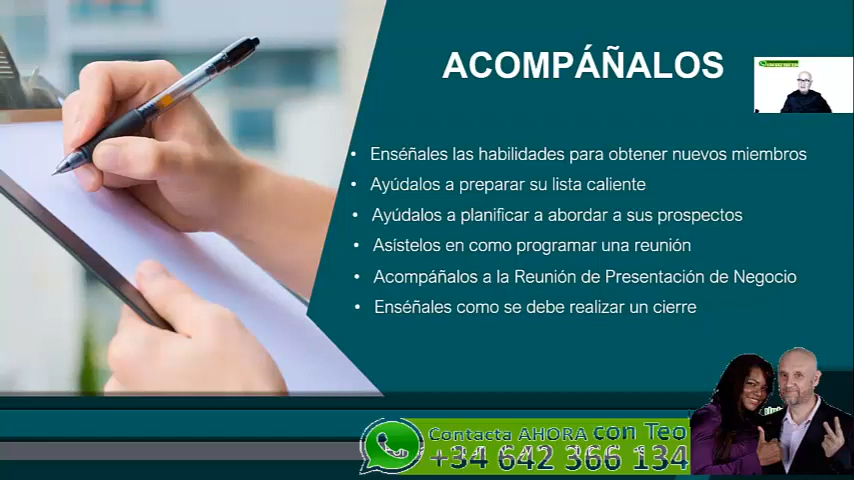 ACOMPÁÑALOS
• Enséñales las habilidades para obtener nuevos miembros
• Ayúdalos a preparar su lista caliente
• Ayúdalos a planificar a abordar a sus prospectos
• Asístelos en como programar una reunión
• Acompáñalos a la Reunión de Presentación de Negocio
• Enséñales como se debe realizar un cierre
Contacta AHORA con Teo
+34 642 366 134